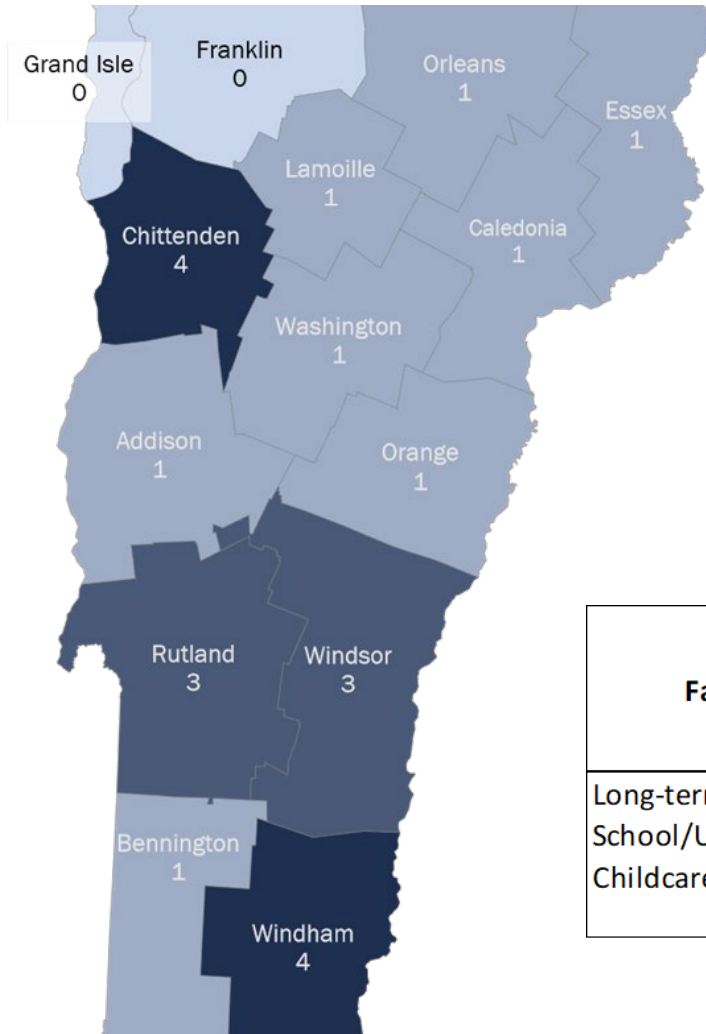 Grand Isle
0
Franklin
0
Orleans
1
Essex
1
Lamoille
1
Caledonia
1
Chittenden
4
Washington
1
Addison
1
Orange
1
Rutland
3
Windsor
3
Bennington
1
Windham
4